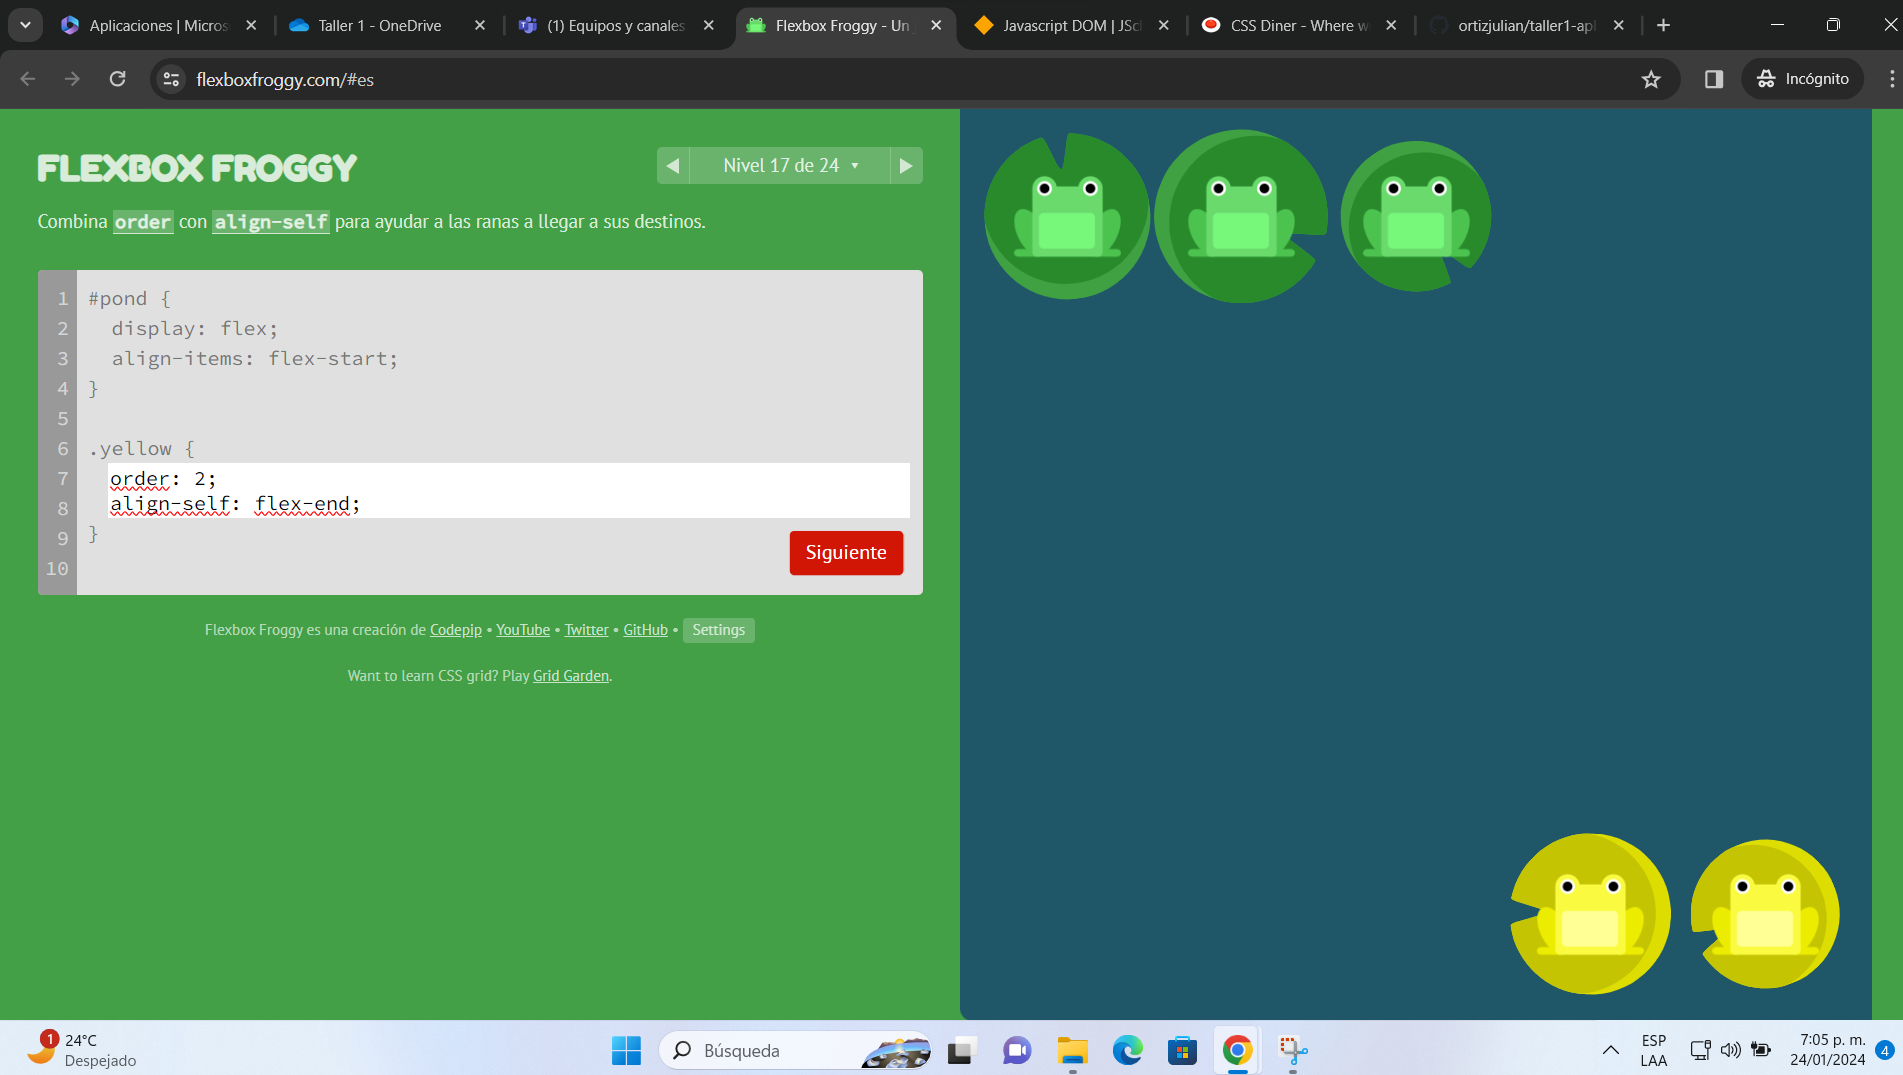 Aplicaciones | Micros
Taller 1 - OneDrive
(1) Equipos y canales
Flexbox Froggy - Un
Javascript DOM | JSc
CSS Diner - Where w
ortizjulian/taller1-apl
flexboxfroggy.com/#es
Incógnito
FLEXBOX FROGGY
Nivel 17 de 24
Combina order con align-self para ayudar a las ranas a llegar a sus destinos.
1 #pond {
2 display: flex;
3 align-items: flex-start;
4 }
5
6 .yellow {
7 order: 2;
8 align-self: flex-end;
9 }
10
Siguiente
Flexbox Froggy es una creación de Codepip • YouTube • Twitter • GitHub • Settings
Want to learn CSS grid? Play Grid Garden.
1
24°C
Despejado
Búsqueda
ESP
LAA
7:05 p. m.
24/01/2024
4